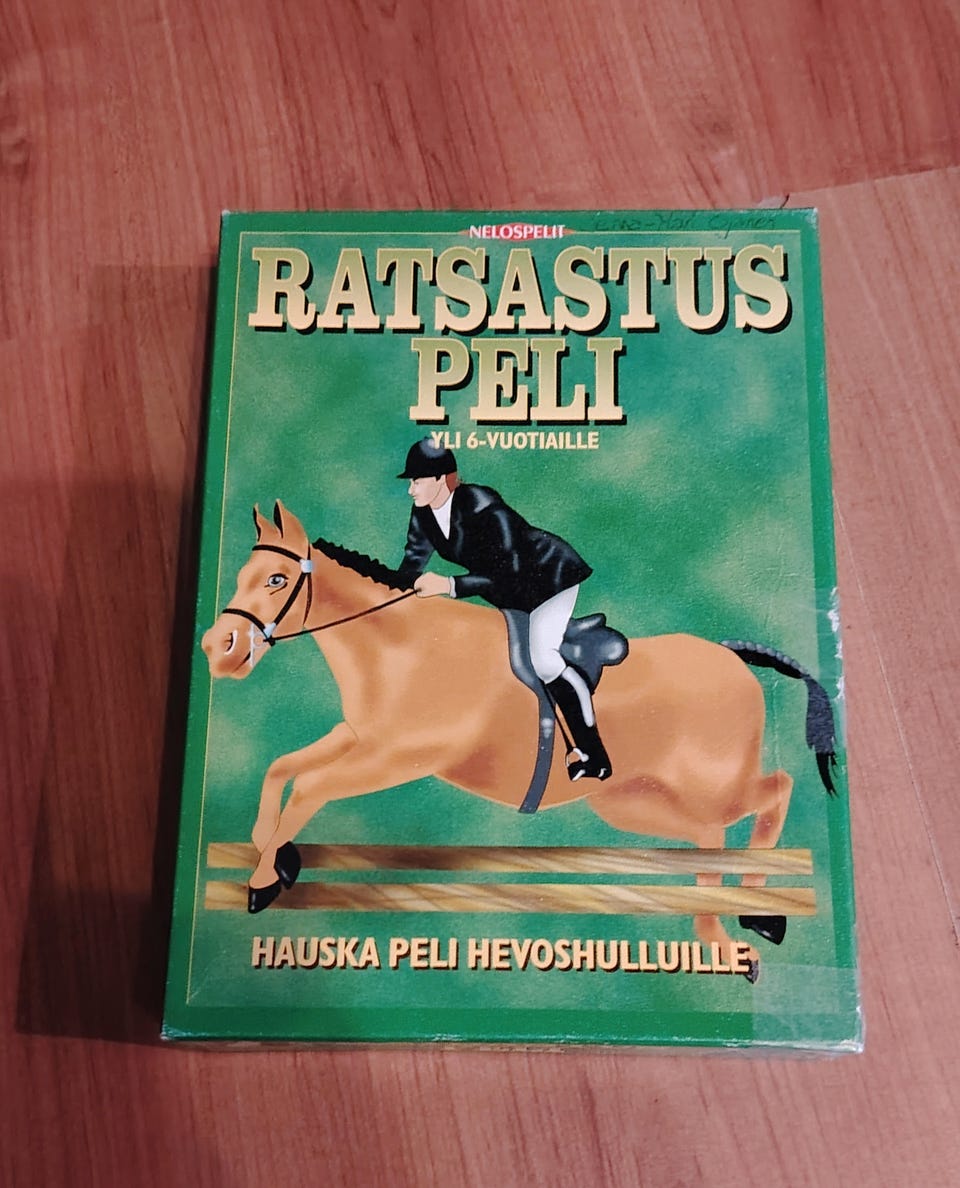 NELOSPELIT
RATSASTUS
PELI
YLI 6-VUOTIAILLE
HAUSKA PELI HEVOSHULLUILLE